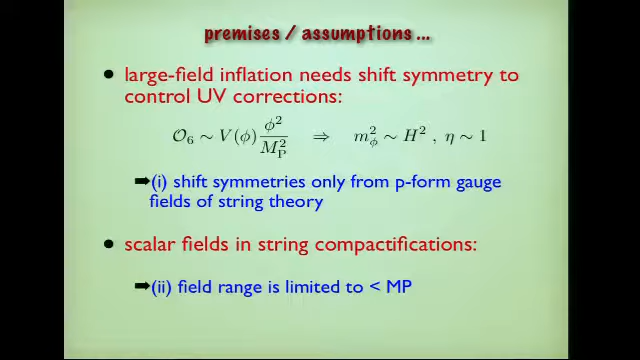 premises / assumptions ...
● large-field inflation needs shift symmetry to
control UV corrections:
𝒪₆ ∼ V(ϕ) ϕ²/M_P² ⇒ m_ϕ² ∼ H² , η ∼ 1
➡(i) shift symmetries only from p-form gauge
fields of string theory
● scalar fields in string compactifications:
➡(ii) field range is limited to < MP